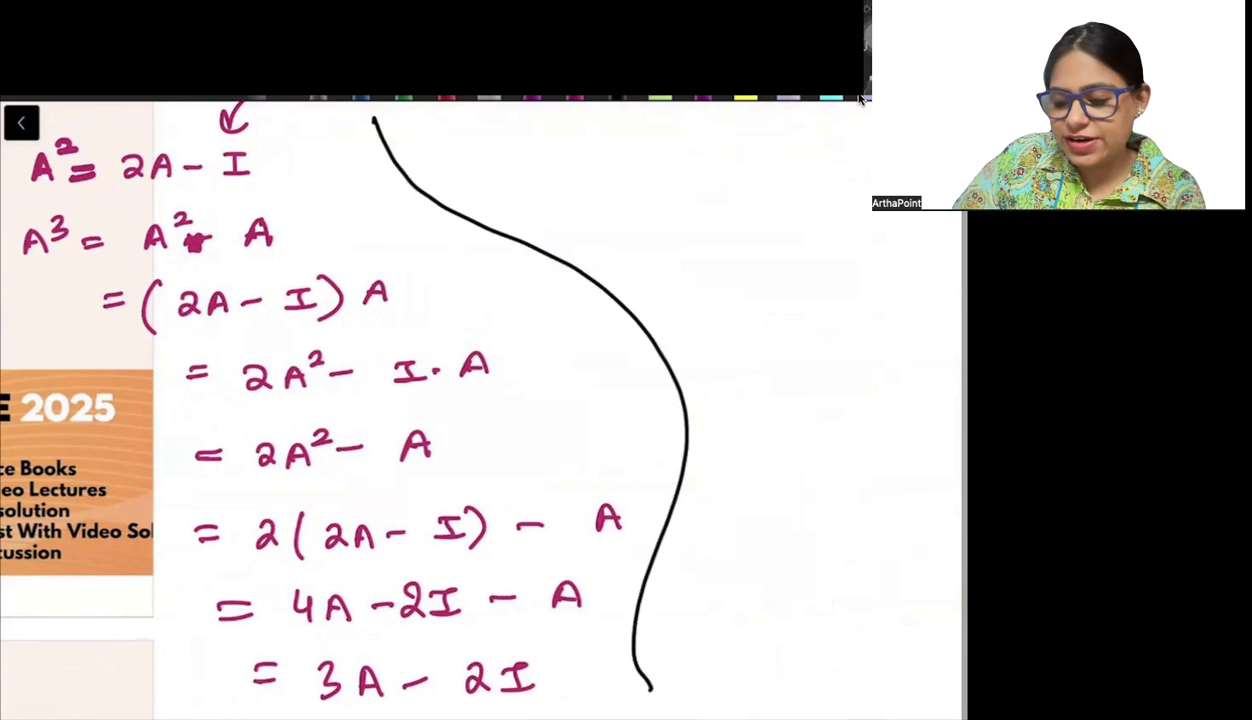 ArthaPoint
A² = 2A - I
A³ = A² · A
= (2A - I) A
= 2A² - I · A
= 2A² - A
= 2(2A - I) - A
= 4A - 2I - A
= 3A - 2I
E 2025
ce Books
eo Lectures
solution
st With Video Sol
cussion